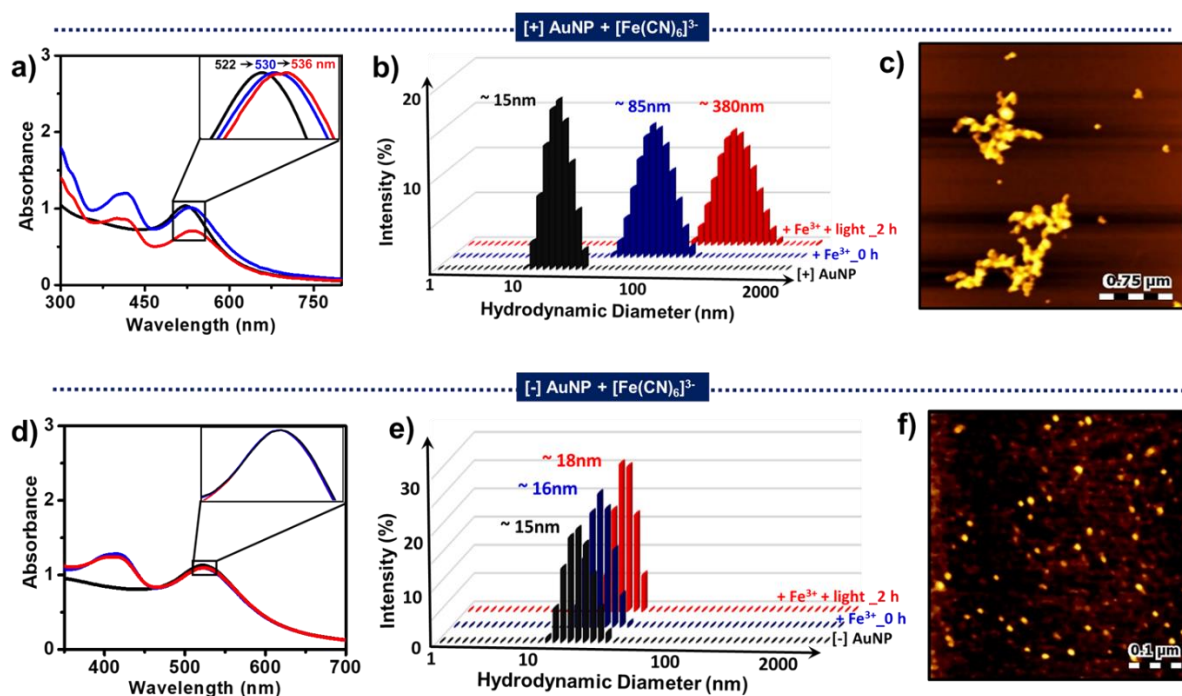 [+] AuNP + [Fe(CN)₆]³⁻
a)
3
2
1
0
Absorbance
522 → 530 → 536 nm
300 450 600 750
Wavelength (nm)
b)
20
10
0
Intensity (%)
~ 15nm
~ 85nm
~ 380nm
+ Fe³⁺ + light _2 h
+ Fe³⁺_0 h
[+] AuNP
1 10 100 2000
Hydrodynamic Diameter (nm)
c)
0.75 µm
[-] AuNP + [Fe(CN)₆]³⁻
d)
3
2
1
0
Absorbance
400 500 600 700
Wavelength (nm)
e)
30
20
10
0
Intensity (%)
~ 18nm
~ 16nm
~ 15nm
+ Fe³⁺ + light _2 h
+ Fe³⁺_0 h
[-] AuNP
1 10 100 2000
Hydrodynamic Diameter (nm)
f)
0.1 µm